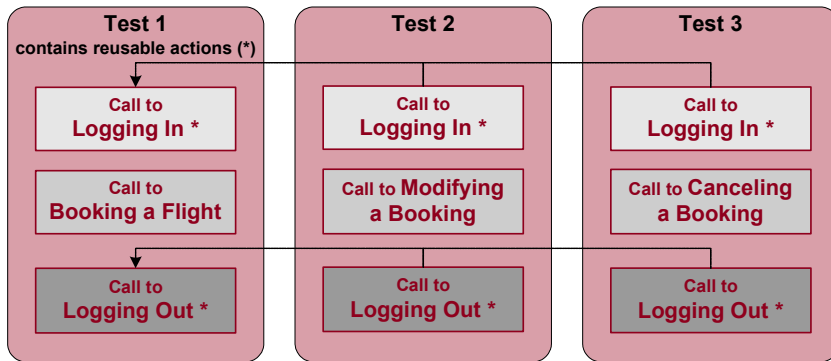 Test 1
contains reusable actions (*)
Call to
Logging In *
Call to
Booking a Flight
Call to
Logging Out *
Test 2
Call to
Logging In *
Call to Modifying
a Booking
Call to
Logging Out *
Test 3
Call to
Logging In *
Call to Canceling
a Booking
Call to
Logging Out *